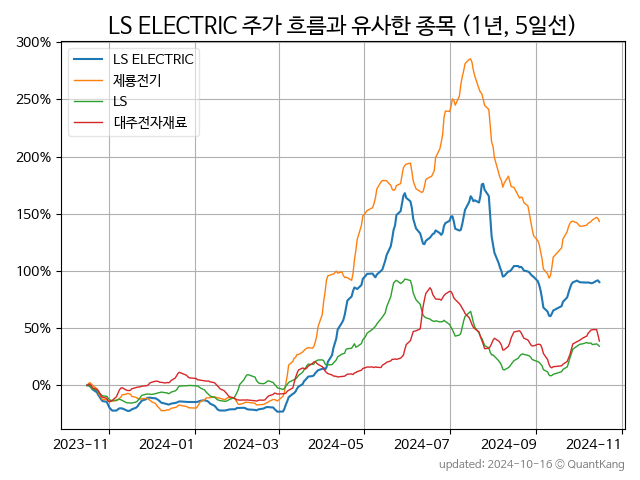 LS ELECTRIC 주가 흐름과 유사한 종목 (1년, 5일선)
300%
250%
200%
150%
100%
50%
0%
LS ELECTRIC
제룡전기
LS
대주전자재료
2023-11
2024-01
2024-03
2024-05
2024-07
2024-09
2024-11
updated: 2024-10-16 © QuantKang